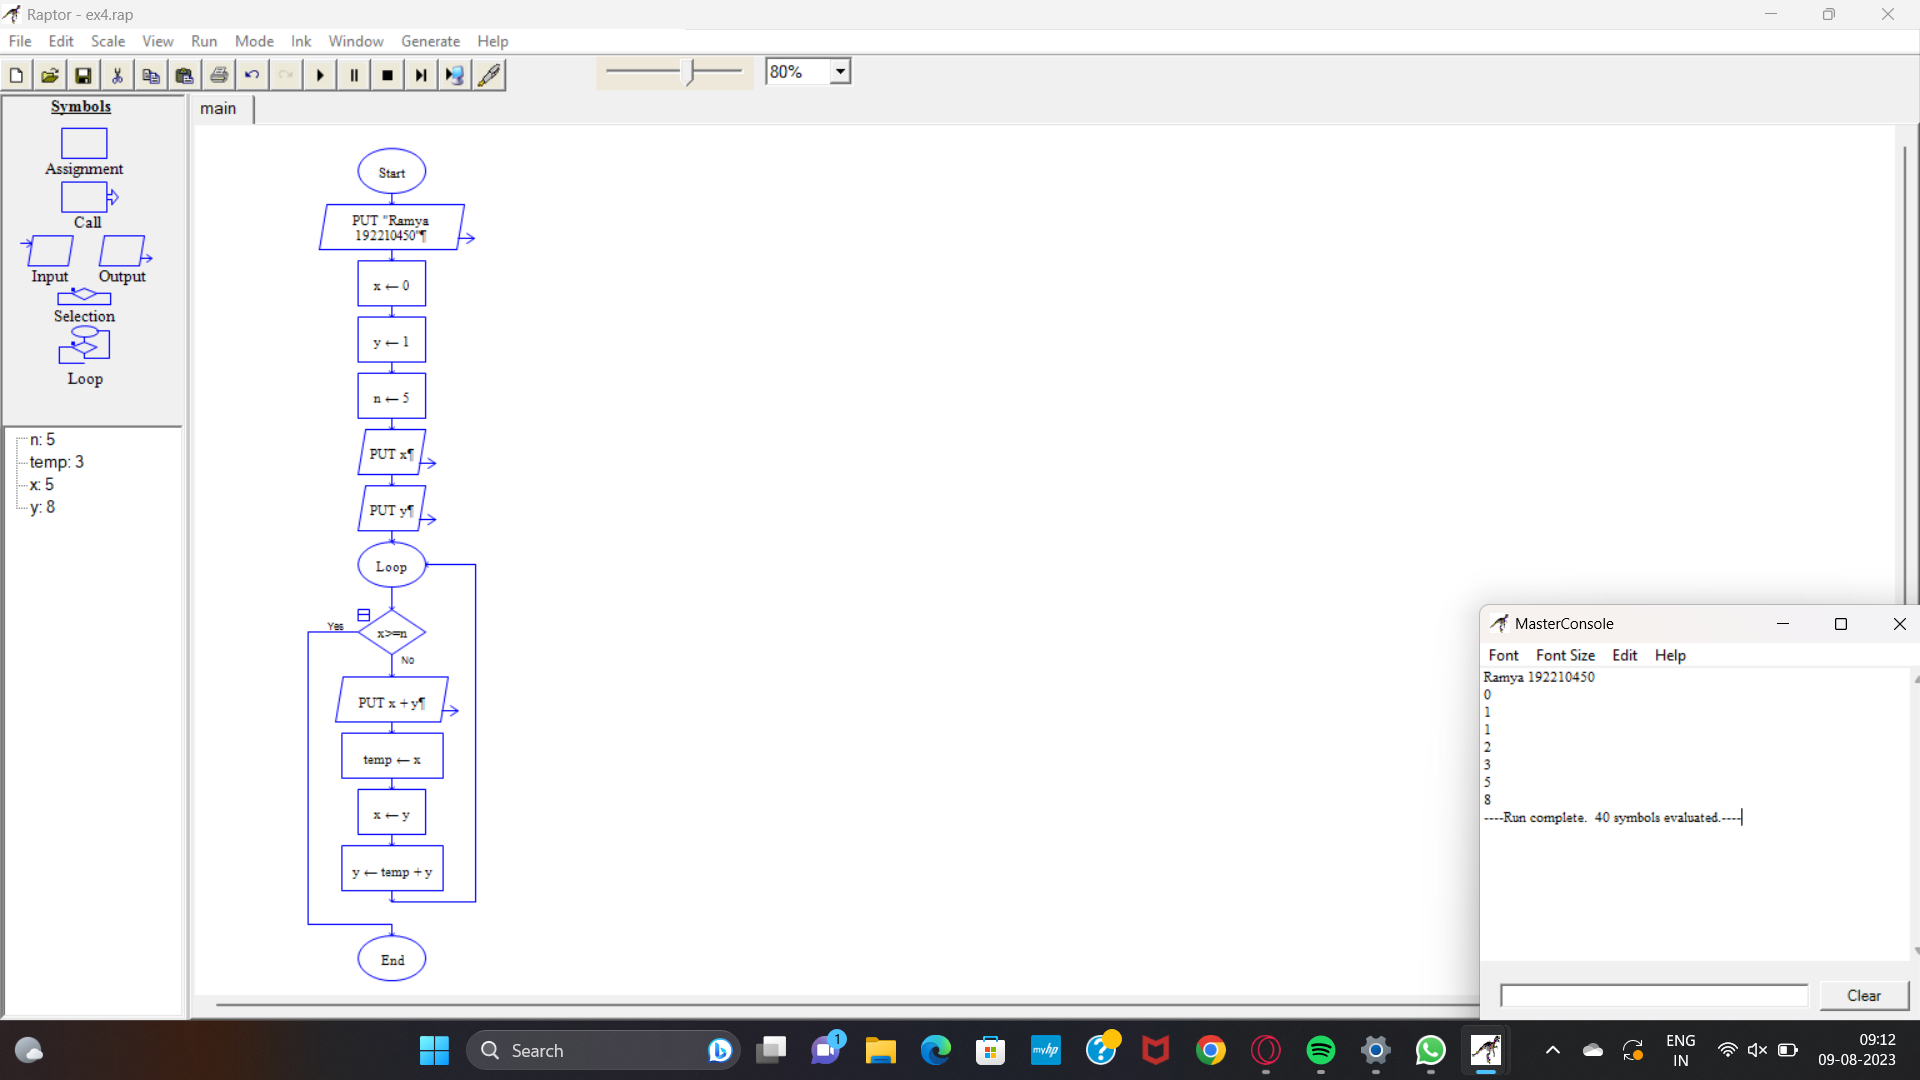 Raptor - ex4.rap
File Edit Scale View Run Mode Ink Window Generate Help
80%
Symbols
main
Assignment
Call
Input Output
Selection
Loop
n: 5
temp: 3
x: 5
y: 8
Start
PUT "Ramya
192210450"¶
x ← 0
y ← 1
n ← 5
PUT x¶
PUT y¶
Loop
Yes
x>=n
No
PUT x + y¶
temp ← x
x ← y
y ← temp + y
End
MasterConsole
Font Font Size Edit Help
Ramya 192210450
0
1
1
2
3
5
8
----Run complete. 40 symbols evaluated.----
Clear
Search
1
myhp
ENG
IN
09:12
09-08-2023